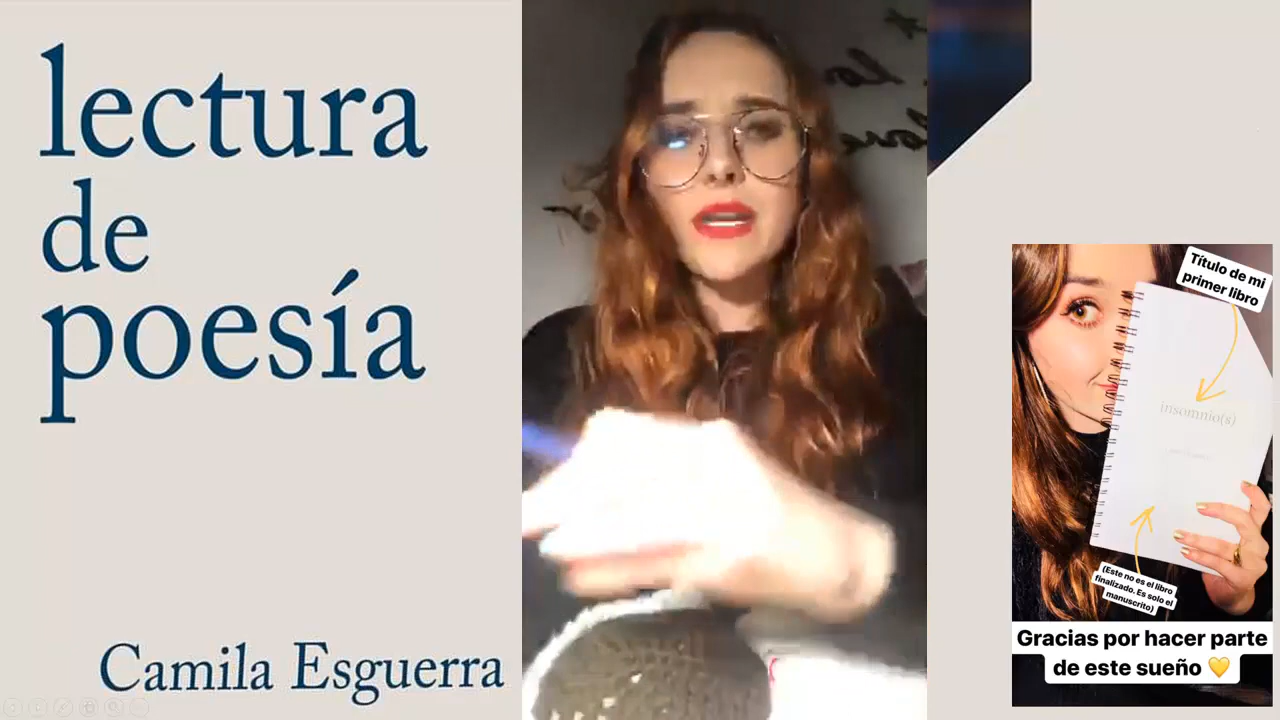 lectura
de
poesía
Camila Esguerra
Título de mi
primer libro
insomnio(s)
(Este no es el libro
finalizado. Es solo el
manuscrito)
Gracias por hacer parte
de este sueño 💛